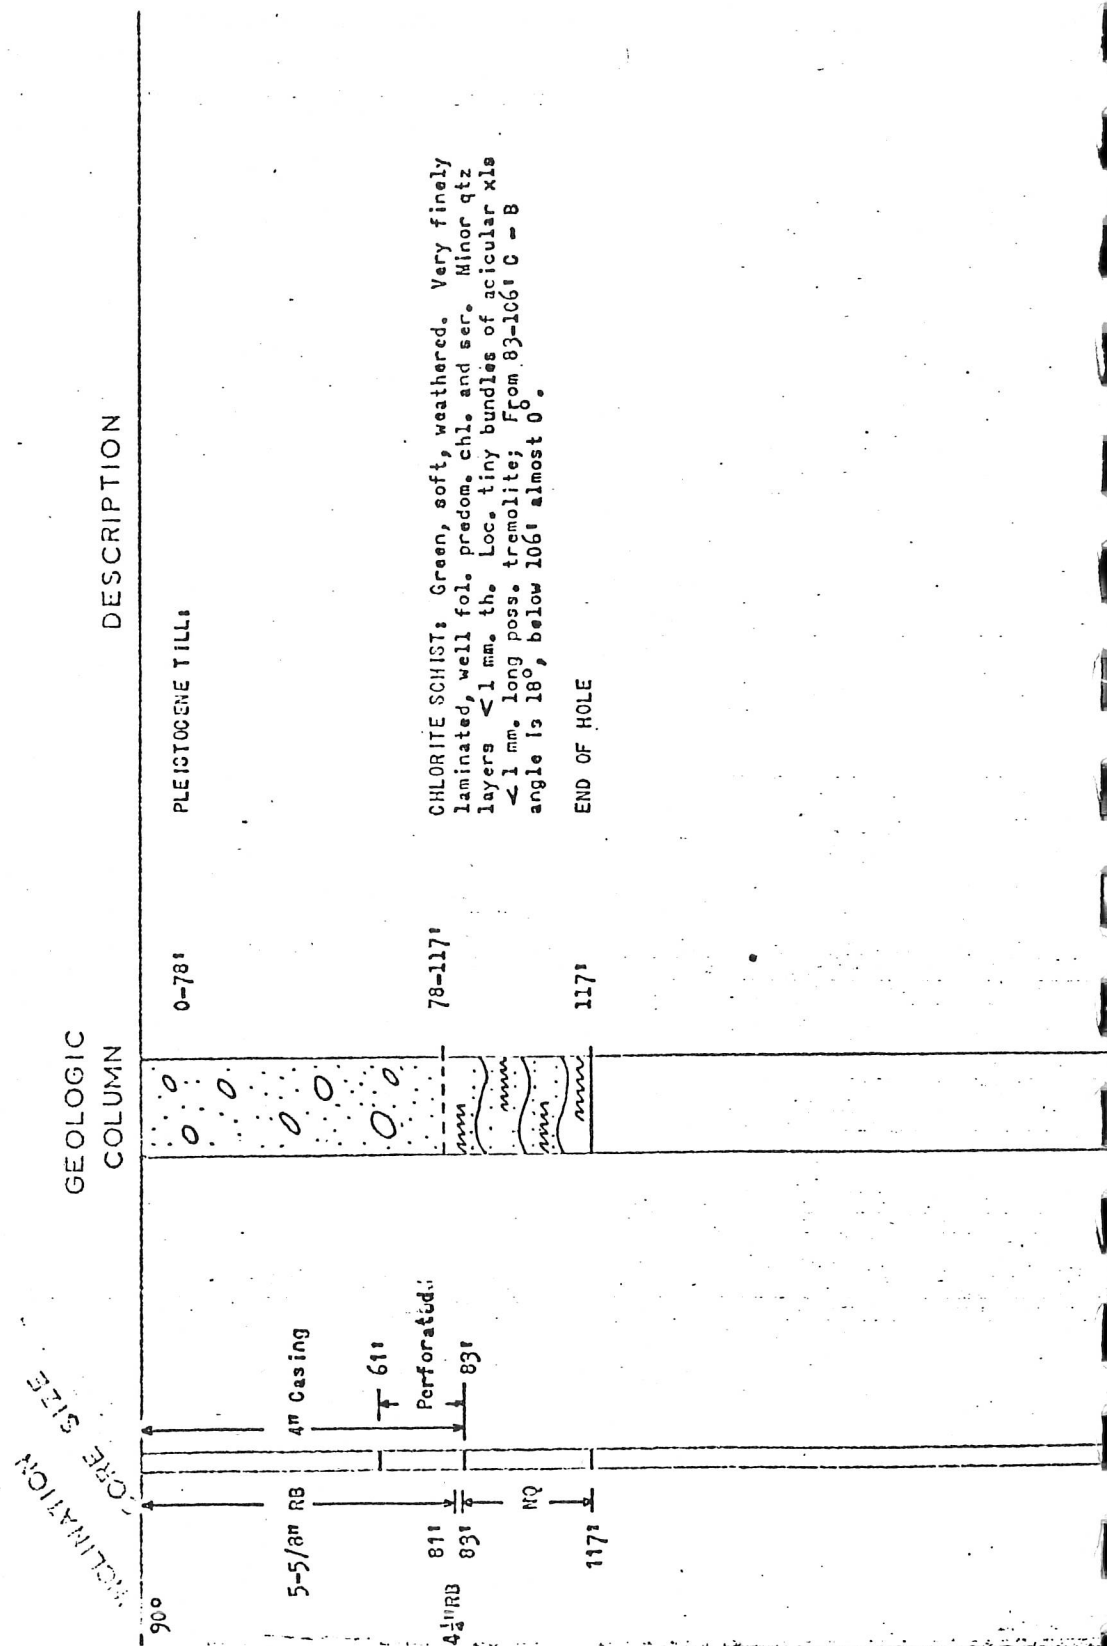 INCLINATION
CORE SIZE
GEOLOGIC
COLUMN
DESCRIPTION
90°
5-5/8" RB
4" Casing
61'
Perforated
81'
83'
83'
4¼" RB
NQ
117'
0-78'
PLEISTOCENE TILL:
78-117'
CHLORITE SCHIST: Green, soft, weathered. Very finely
laminated, well fol. predom. chl. and ser. Minor qtz
layers <1 mm. th. Loc. tiny bundles of acicular xls
<1 mm. long poss. tremolite; From 83-106' C - B
angle is 18°, below 106' almost 0°.
117'
END OF HOLE